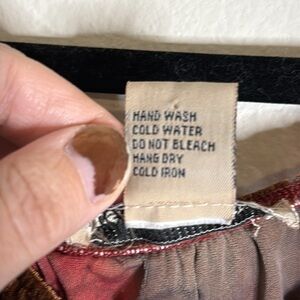 HAND WASH
COLD WATER
DO NOT BLEACH
HANG DRY
COLD IRON